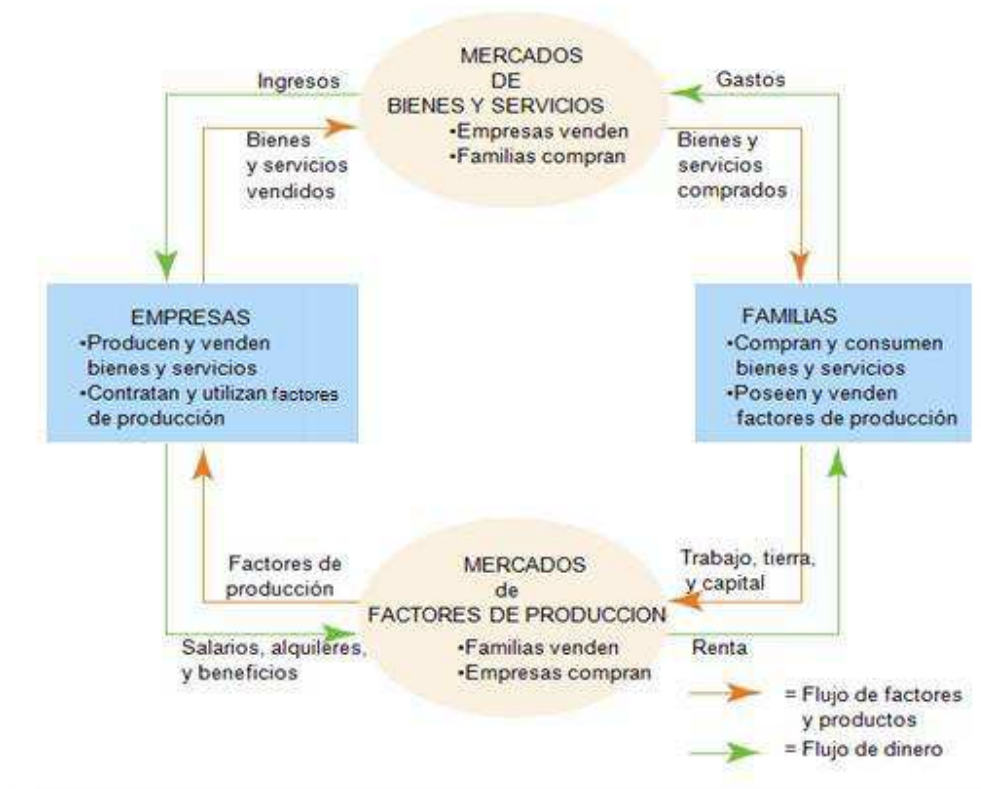 MERCADOS
DE
BIENES Y SERVICIOS
•Empresas venden
•Familias compran
Ingresos
Gastos
Bienes
y servicios
vendidos
Bienes y
servicios
comprados
EMPRESAS
•Producen y venden
bienes y servicios
•Contratan y utilizan factores
de producción
FAMILIAS
•Compran y consumen
bienes y servicios
•Poseen y venden
factores de producción
Factores de
producción
MERCADOS
de
FACTORES DE PRODUCCION
•Familias venden
•Empresas compran
Trabajo, tierra,
y capital
Salarios, alquileres,
y beneficios
Renta
= Flujo de factores
y productos
= Flujo de dinero